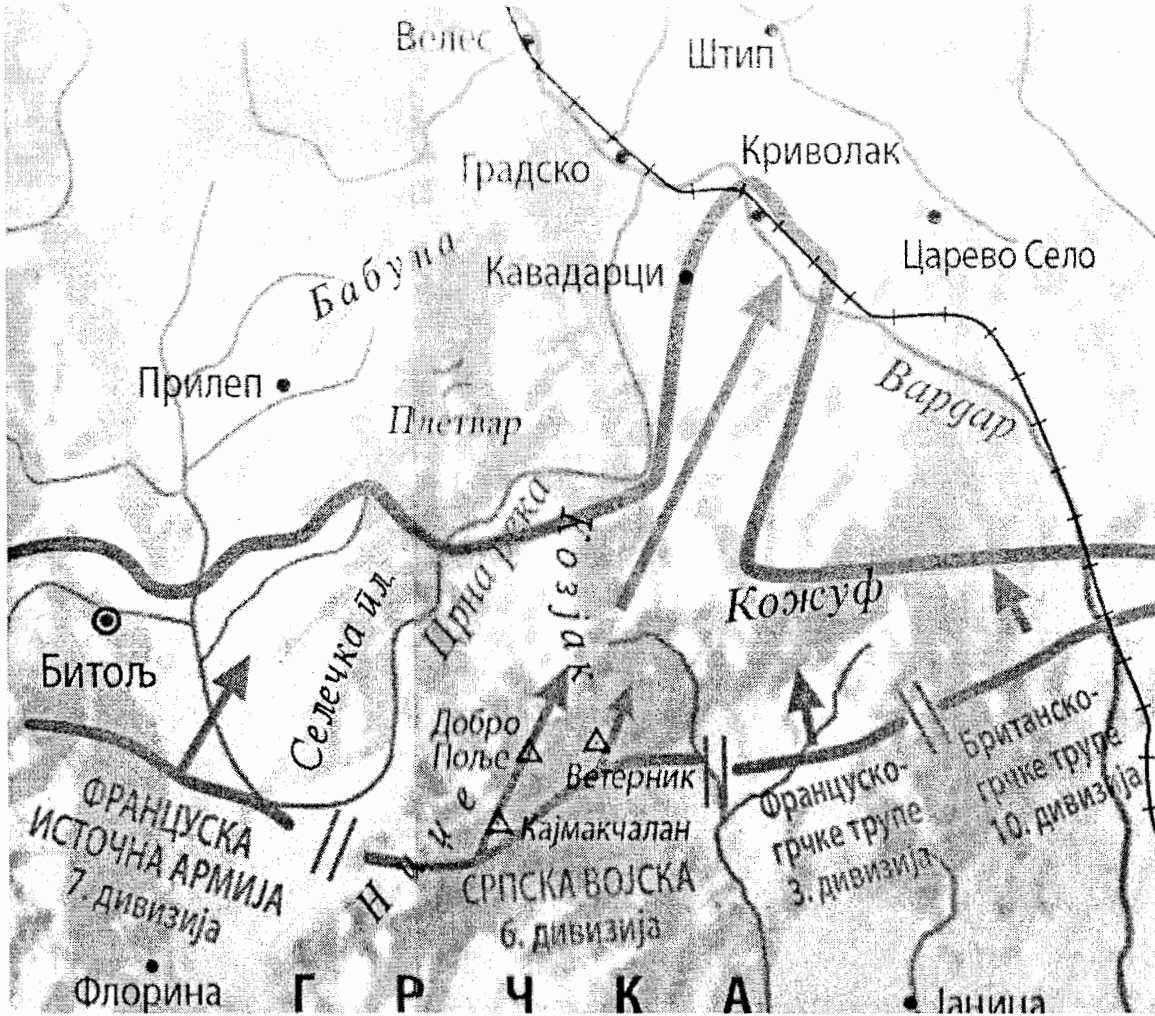 Велес
Штип
Градско
Криволак
Царево Село
Кавадарци
Бабуна
Прилеп
Вардар
Плетвар
Црна река
Козјак
Кожуф
Битољ
Селечка пл.
Добро
Поље
Ветерник
Кајмакчалан
Ниџе
ФРАНЦУСКА
ИСТОЧНА АРМИЈА
7. дивизија
СРПСКА ВОЈСКА
6. дивизија
Француско-
грчке трупе
3. дивизија
Британско-
грчке трупе
10. дивизија
Флорина
ГРЧКА
Јаница